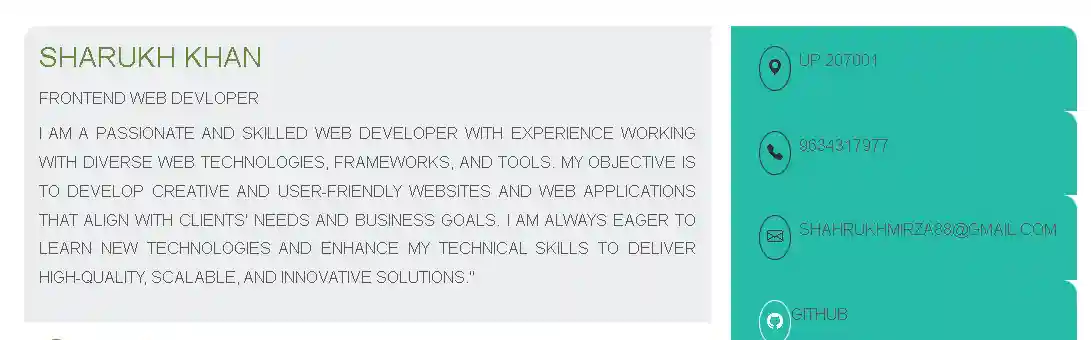 SHARUKH KHAN
FRONTEND WEB DEVLOPER
I AM A PASSIONATE AND SKILLED WEB DEVELOPER WITH EXPERIENCE WORKING
WITH DIVERSE WEB TECHNOLOGIES, FRAMEWORKS, AND TOOLS. MY OBJECTIVE IS
TO DEVELOP CREATIVE AND USER-FRIENDLY WEBSITES AND WEB APPLICATIONS
THAT ALIGN WITH CLIENTS' NEEDS AND BUSINESS GOALS. I AM ALWAYS EAGER TO
LEARN NEW TECHNOLOGIES AND ENHANCE MY TECHNICAL SKILLS TO DELIVER
HIGH-QUALITY, SCALABLE, AND INNOVATIVE SOLUTIONS."
UP 207001
9634317977
SHAHRUKHMIRZA88@GMAIL.COM
GITHUB